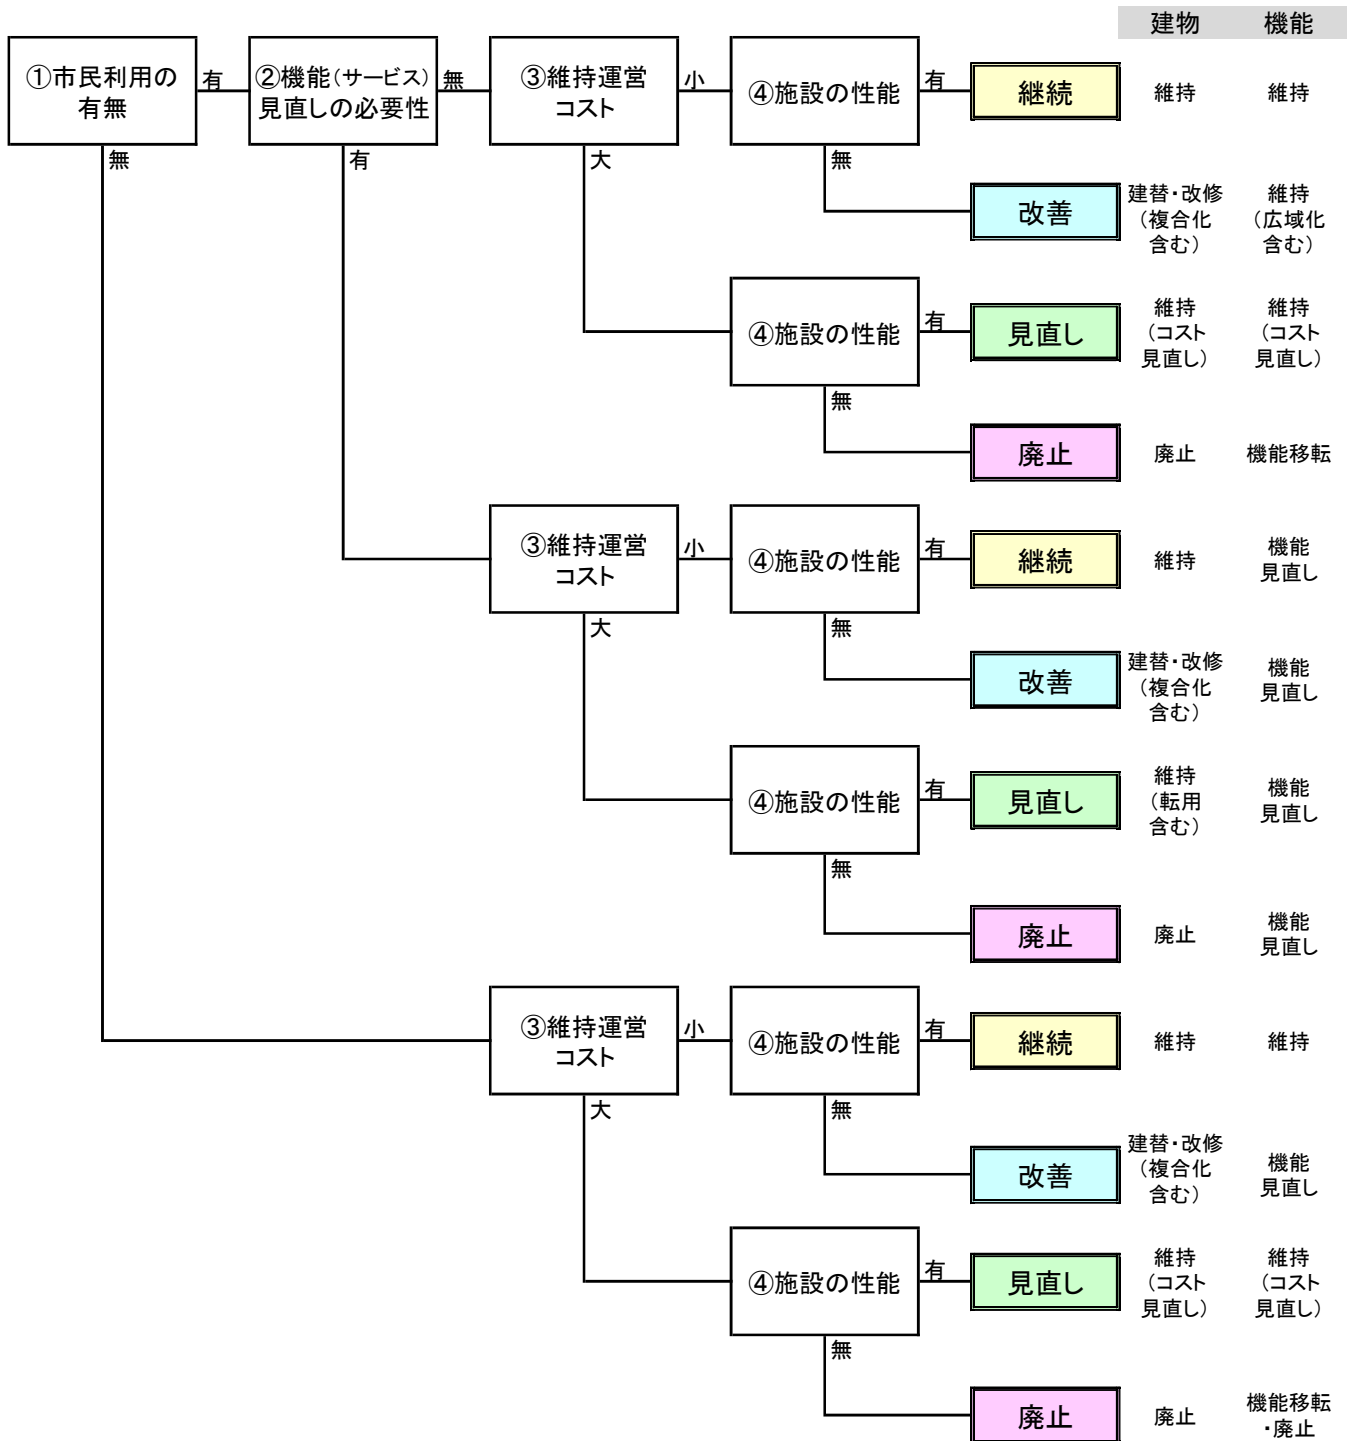 建物 機能
①市民利用の
有無
有
無
②機能（サービス）
見直しの必要性
無
有
③維持運営
コスト
小
大
④施設の性能
有
無
継続
維持
維持
改善
建替・改修
（複合化
含む）
維持
（広域化
含む）
④施設の性能
有
無
見直し
維持
（コスト
見直し）
維持
（コスト
見直し）
廃止
廃止
機能移転
③維持運営
コスト
小
大
④施設の性能
有
無
継続
維持
機能
見直し
改善
建替・改修
（複合化
含む）
機能
見直し
④施設の性能
有
無
見直し
維持
（転用
含む）
機能
見直し
廃止
廃止
機能
見直し
③維持運営
コスト
小
大
④施設の性能
有
無
継続
維持
維持
改善
建替・改修
（複合化
含む）
機能
見直し
④施設の性能
有
無
見直し
維持
（コスト
見直し）
維持
（コスト
見直し）
廃止
廃止
機能移転
・廃止